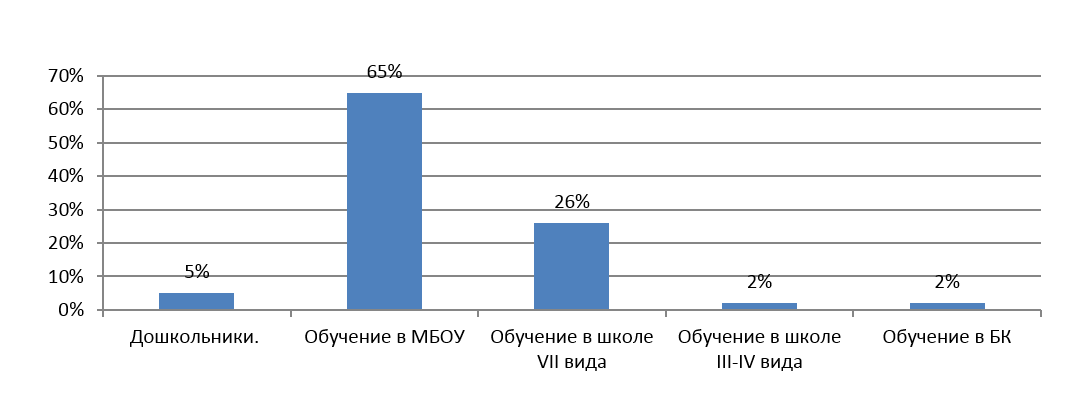 70%
60%
50%
40%
30%
20%
10%
0%
5%
65%
26%
2%
2%
Дошкольники.
Обучение в МБОУ
Обучение в школе
VII вида
Обучение в школе
III-IV вида
Обучение в БК